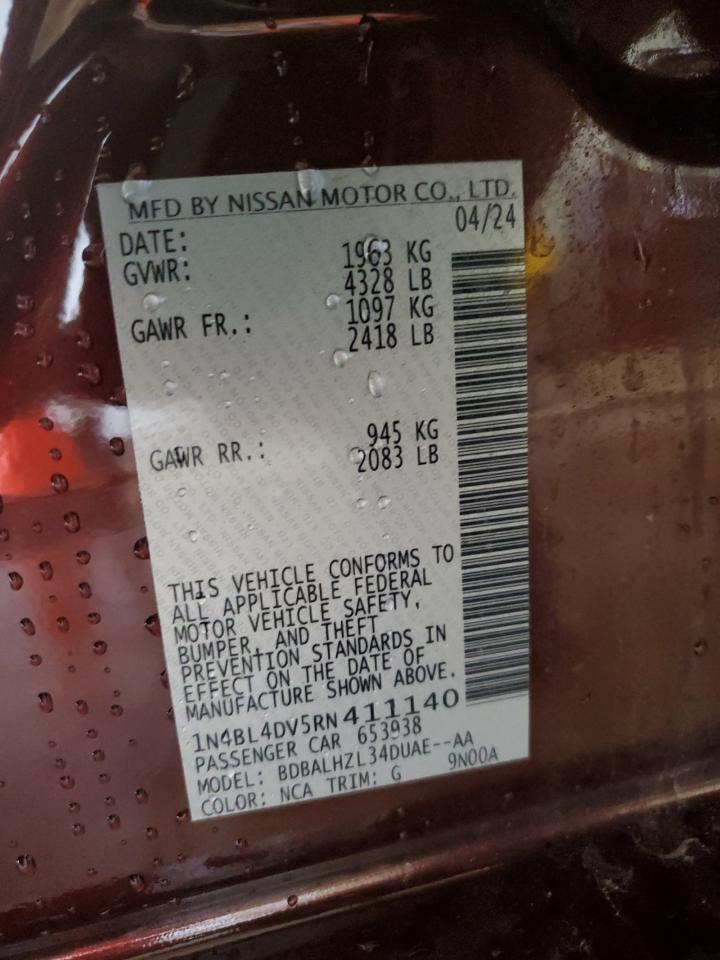 MFD BY NISSAN MOTOR CO., LTD.
DATE: 04/24
GVWR: 1963 KG
4328 LB
GAWR FR.: 1097 KG
2418 LB
GAWR RR.: 945 KG
2083 LB
THIS VEHICLE CONFORMS TO
ALL APPLICABLE FEDERAL
MOTOR VEHICLE SAFETY,
BUMPER, AND THEFT
PREVENTION STANDARDS IN
EFFECT ON THE DATE OF
MANUFACTURE SHOWN ABOVE.
1N4BL4DV5RN411140
PASSENGER CAR 653938
MODEL: BDBALHZL34DUAE--AA
COLOR: NCA TRIM: G 9N00A